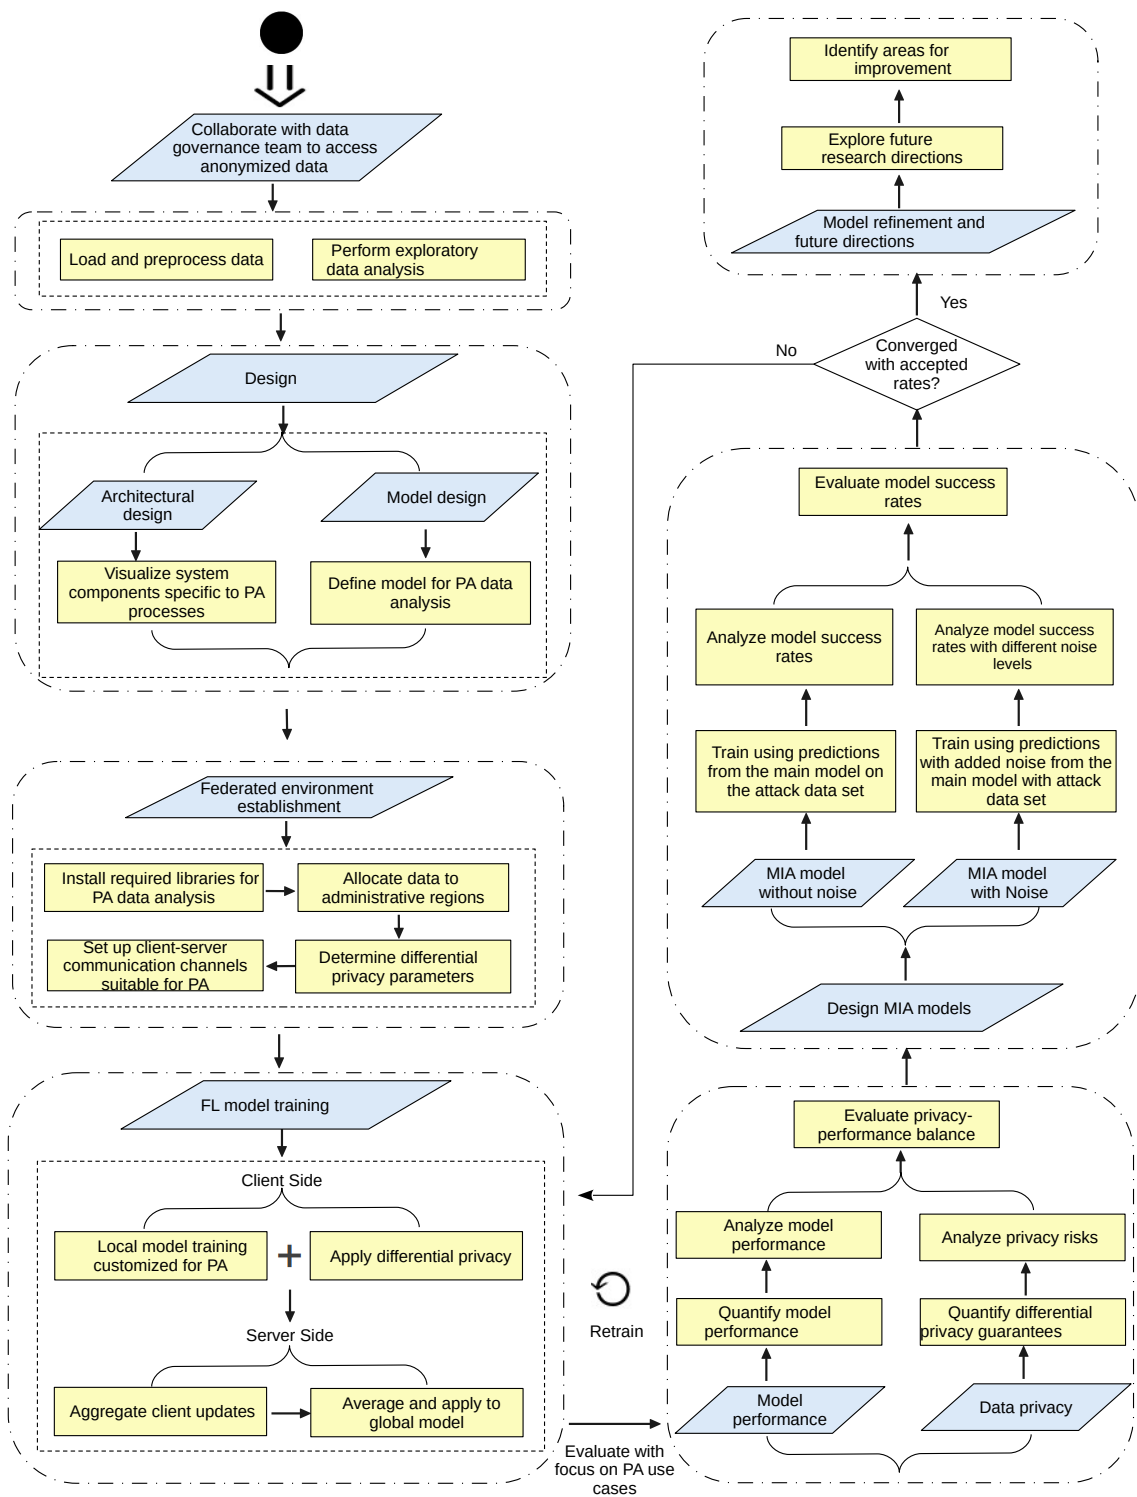 Collaborate with data
governance team to access
anonymized data
Load and preprocess data
Perform exploratory
data analysis
Design
Architectural
design
Model design
Visualize system
components specific to PA
processes
Define model for PA data
analysis
Federated environment
establishment
Install required libraries for
PA data analysis
Allocate data to
administrative regions
Set up client-server
communication channels
suitable for PA
Determine differential
privacy parameters
FL model training
Client Side
Local model training
customized for PA
Apply differential privacy
Server Side
Aggregate client updates
Average and apply to
global model
Retrain
Evaluate with
focus on PA use
cases
Identify areas for
improvement
Explore future
research directions
Model refinement and
future directions
Yes
No
Converged
with accepted
rates?
Evaluate model success
rates
Analyze model success
rates
Analyze model success
rates with different noise
levels
Train using predictions
from the main model on
the attack data set
Train using predictions
with added noise from the
main model with attack
data set
MIA model
without noise
MIA model
with Noise
Design MIA models
Evaluate privacy-
performance balance
Analyze model
performance
Analyze privacy risks
Quantify model
performance
Quantify differential
privacy guarantees
Model
performance
Data privacy